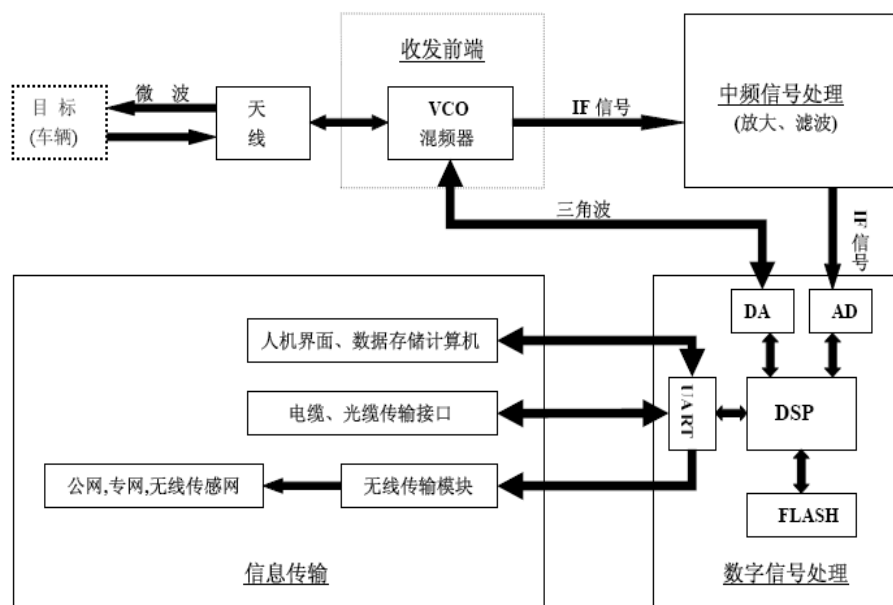 收发前端
目 标
(车辆)
微 波
天
线
VCO
混频器
IF 信号
中频信号处理
(放大、滤波)
三角波
IF 信号
DA
AD
人机界面、数据存储计算机
电缆、光缆传输接口
UART
DSP
公网,专网,无线传感网
无线传输模块
FLASH
信息传输
数字信号处理